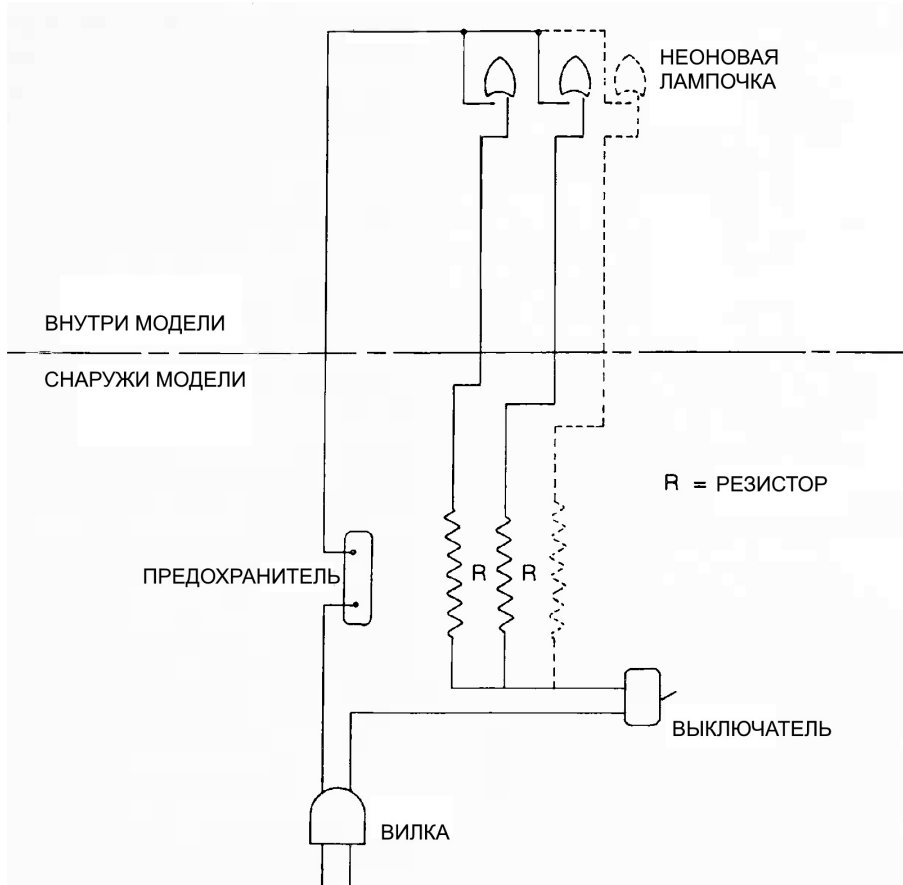 НЕОНОВАЯ
ЛАМПОЧКА
ВНУТРИ МОДЕЛИ
СНАРУЖИ МОДЕЛИ
R = РЕЗИСТОР
ПРЕДОХРАНИТЕЛЬ
R
R
ВЫКЛЮЧАТЕЛЬ
ВИЛКА